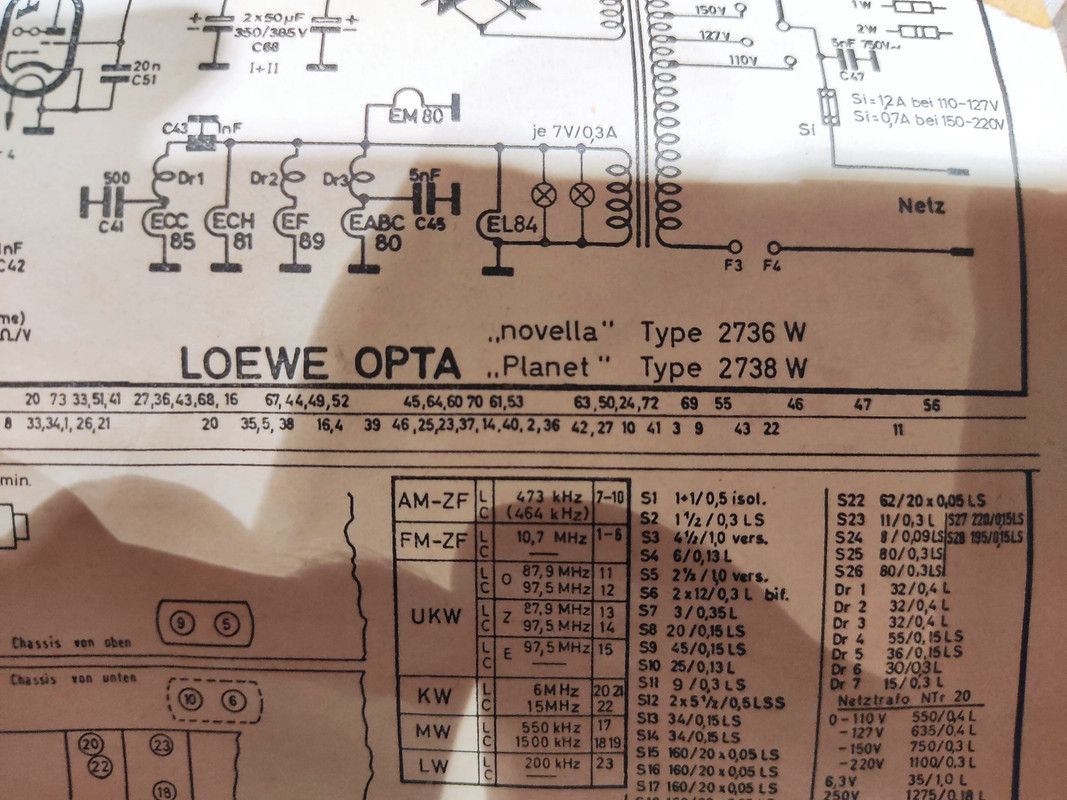 2x50µF
350/385V
C68
I+II
20n
C51
150V
127V
110V
1W
2W
5nF 750V~
C47
Si=1,2A bei 110-127V
Si=0,7A bei 150-220V
Si
EM 80
C43
1nF
je 7V/0,3A
500
C41
Dr1
Dr2
Dr3
5nF
C45
ECC
85
ECH
81
EF
89
EABC
80
EL84
Netz
F3 F4
nF
C42
me)
Ω/V
LOEWE OPTA
„novella" Type 2736 W
„Planet" Type 2738 W
20 73 33,51,41 27,36,43,68, 16 67,44,49,52 45,64,60 70 61,53 63,50,24,72 69 55 46 47 56
8 33,34,1, 26,21 20 35,5, 38 16,4 39 46,25,23,37,14,40, 2,36 42,27 10 41 3 9 43 22 11
min.
AM-ZF L 473 kHz 7-10
C (464 kHz)
FM-ZF L 10,7 MHz 1-6
C
UKW
L O 87,9 MHz 11
C 97,5 MHz 12
L Z 87,9 MHz 13
C 97,5 MHz 14
L E 97,5 MHz 15
C
KW L 6MHz 20 21
C 15MHz 22
MW L 550 kHz 17
C 1500 kHz 18 19
LW L 200 kHz 23
C
S1 1+1/0,5 isol.
S2 1½/0,3 LS
S3 4½/1,0 vers.
S4 6/0,13 L
S5 2½/1,0 vers.
S6 2x12/0,3 L bif.
S7 3/0,35 L
S8 20/0,15 LS
S9 45/0,15 LS
S10 25/0,13 L
S11 9/0,3 LS
S12 2x5½/0,5 LSS
S13 34/0,15 LS
S14 34/0,15 LS
S15 160/20x0,05 LS
S16 160/20x0,05 LS
S17 160/20x0,05 LS
S22 62/20x0,05 LS
S23 11/0,3 L S27 220/0,15LS
S24 8/0,09LS S28 195/0,15LS
S25 80/0,3LS
S26 80/0,3LS
Dr 1 32/0,4 L
Dr 2 32/0,4 L
Dr 3 32/0,4 L
Dr 4 55/0,15 LS
Dr 5 36/0,15 LS
Dr 6 30/0,3 L
Dr 7 15/0,3 L
Netztrafo NTr 20
0-110 V 550/0,4 L
-127V 635/0,4 L
-150V 750/0,3 L
-220V 1100/0,3 L
6,3V 35/1,0 L
250V 1275/0,18 L
Chassis von oben
9 5
Chassis von unten
10 6
20 23
22
18